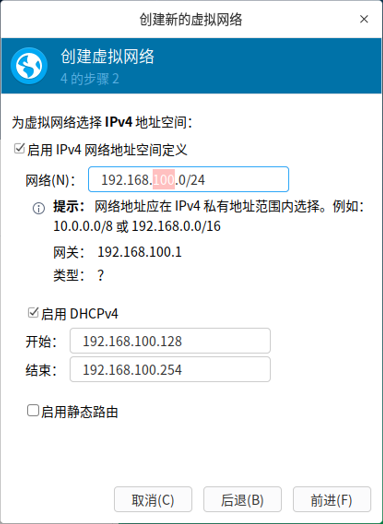 创建新的虚拟网络
创建虚拟网络
4 的步骤 2
为虚拟网络选择 IPv4 地址空间：
启用 IPv4 网络地址空间定义
网络(N)： 192.168.100.0/24
提示： 网络地址应在 IPv4 私有地址范围内选择。例如：
10.0.0.0/8 或 192.168.0.0/16
网关： 192.168.100.1
类型： ？
启用 DHCPv4
开始： 192.168.100.128
结束： 192.168.100.254
启用静态路由
取消(C) 后退(B) 前进(F)